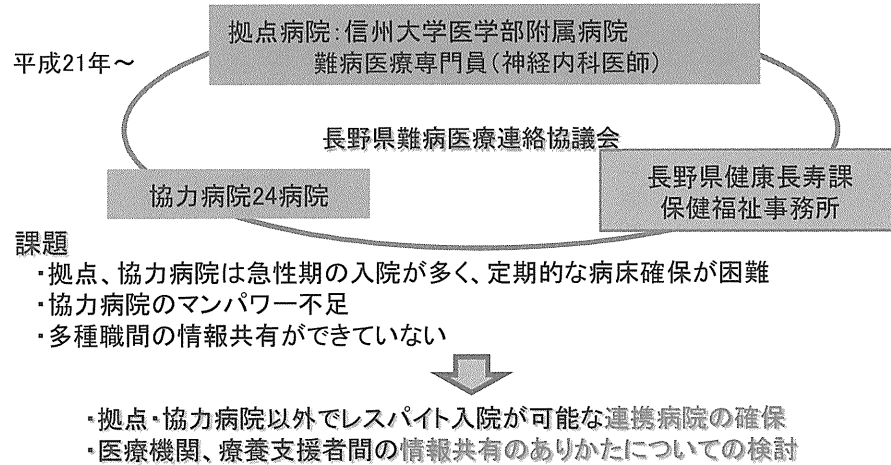 拠点病院：信州大学医学部附属病院
難病医療専門員（神経内科医師）
平成21年～
長野県難病医療連絡協議会
協力病院24病院
長野県健康長寿課
保健福祉事務所
課題
・拠点、協力病院は急性期の入院が多く、定期的な病床確保が困難
・協力病院のマンパワー不足
・多種職間の情報共有ができていない
・拠点・協力病院以外でレスパイト入院が可能な連携病院の確保
・医療機関、療養支援者間の情報共有のありかたについての検討